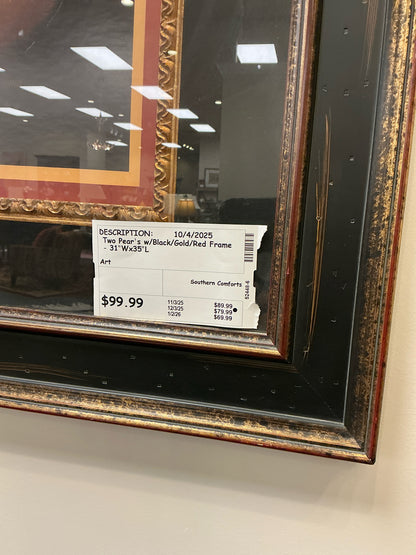 DESCRIPTION: 10/4/2025
Two Pear's w/Black/Gold/Red Frame
- 31"Wx35"L
Art
Southern Comforts
$99.99
11/3/25 $89.99
12/3/25 $79.99
1/2/26 $69.99